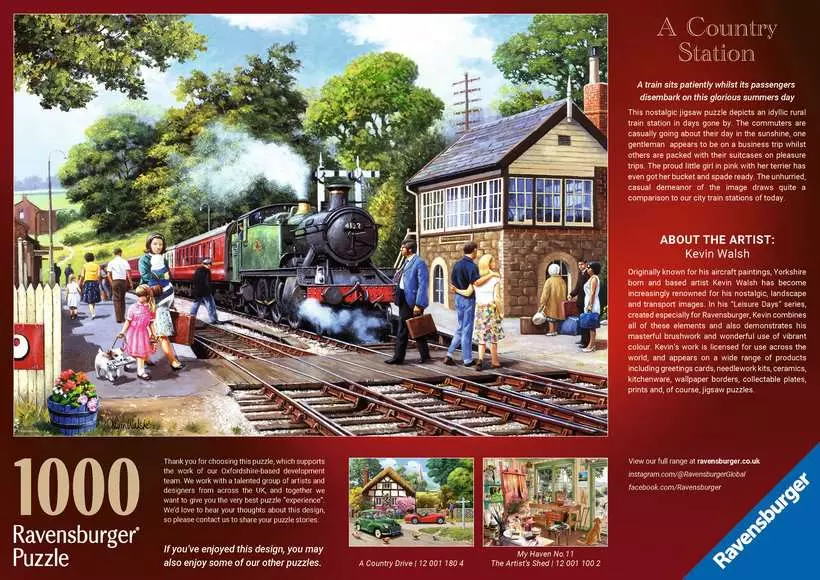 A Country
Station
A train sits patiently whilst its passengers
disembark on this glorious summers day
This nostalgic jigsaw puzzle depicts an idyllic rural
train station in days gone by. The commuters are
casually going about their day in the sunshine, one
gentleman appears to be on a business trip whilst
others are packed with their suitcases on pleasure
trips. The proud little girl in pink with her terrier has
even got her bucket and spade ready. The unhurried,
casual demeanor of the image draws quite a
comparison to our city train stations of today.
ABOUT THE ARTIST:
Kevin Walsh
Originally known for his aircraft paintings, Yorkshire
born and based artist Kevin Walsh has become
increasingly renowned for his nostalgic, landscape
and transport images. In his "Leisure Days" series,
created especially for Ravensburger, Kevin combines
all of these elements and also demonstrates his
masterful brushwork and wonderful use of vibrant
colour. Kevin's work is licensed for use across the
world, and appears on a wide range of products
including greetings cards, needlework kits, ceramics,
kitchenware, wallpaper borders, collectable plates,
prints and, of course, jigsaw puzzles.
Kevin Walsh
1000
Ravensburger®
Puzzle
Thank you for choosing this puzzle, which supports
the work of our Oxfordshire-based development
team. We work with a talented group of artists and
designers from across the UK, and together we
want to give you the very best puzzle "experience".
We'd love to hear your thoughts about this design,
so please contact us to share your puzzle stories.
If you've enjoyed this design, you may
also enjoy some of our other puzzles.
A Country Drive | 12 001 180 4
My Haven No.11
The Artist's Shed | 12 001 100 2
View our full range at ravensburger.co.uk
instagram.com/@RavensburgerGlobal
facebook.com/Ravensburger
Ravensburger